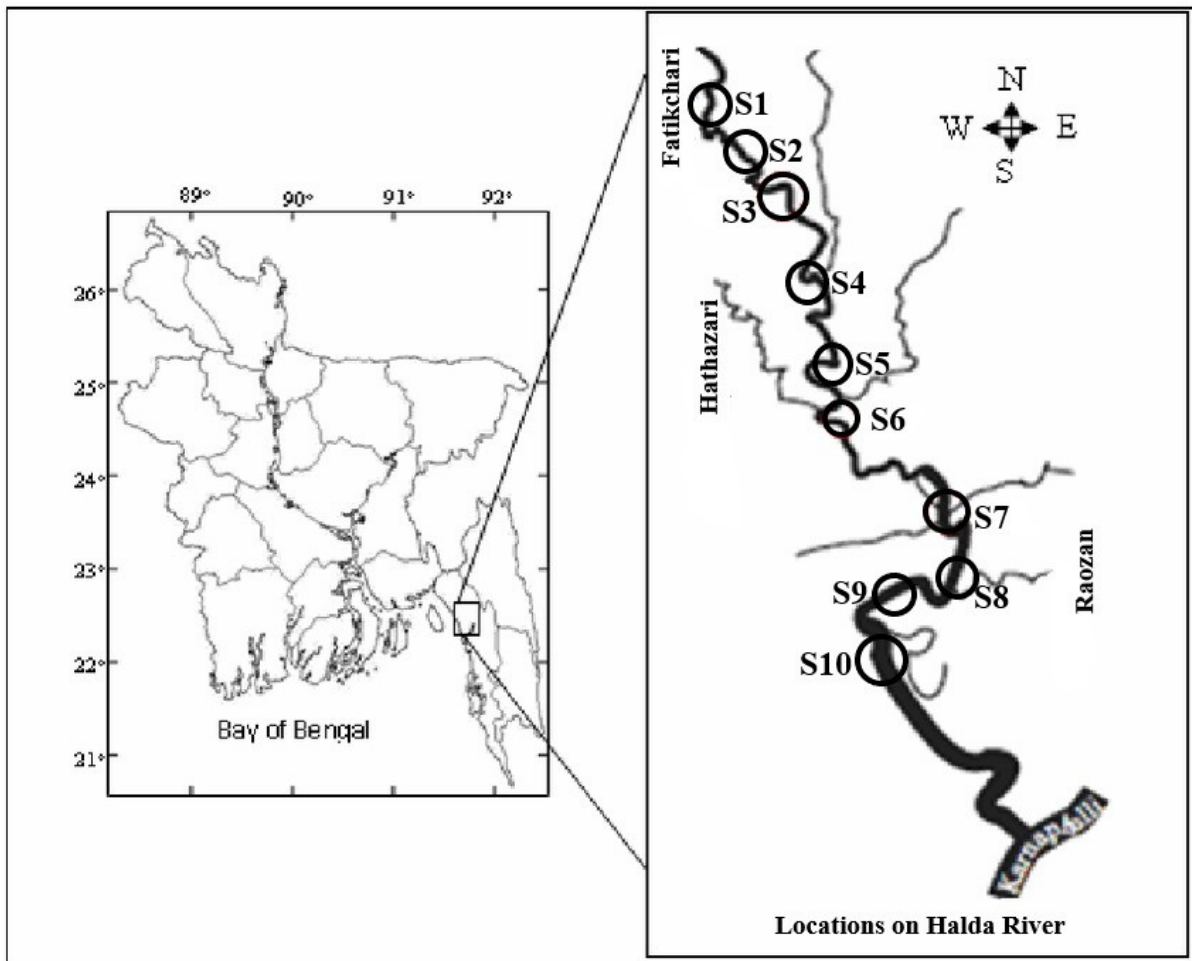 89°
90°
91°
92°
26°
25°
24°
23°
22°
21°
Bay of Bengal
Fatikchari
Hathazari
Raozan
N
W
E
S
S1
S2
S3
S4
S5
S6
S7
S8
S9
S10
Karnaphulli
Locations on Halda River